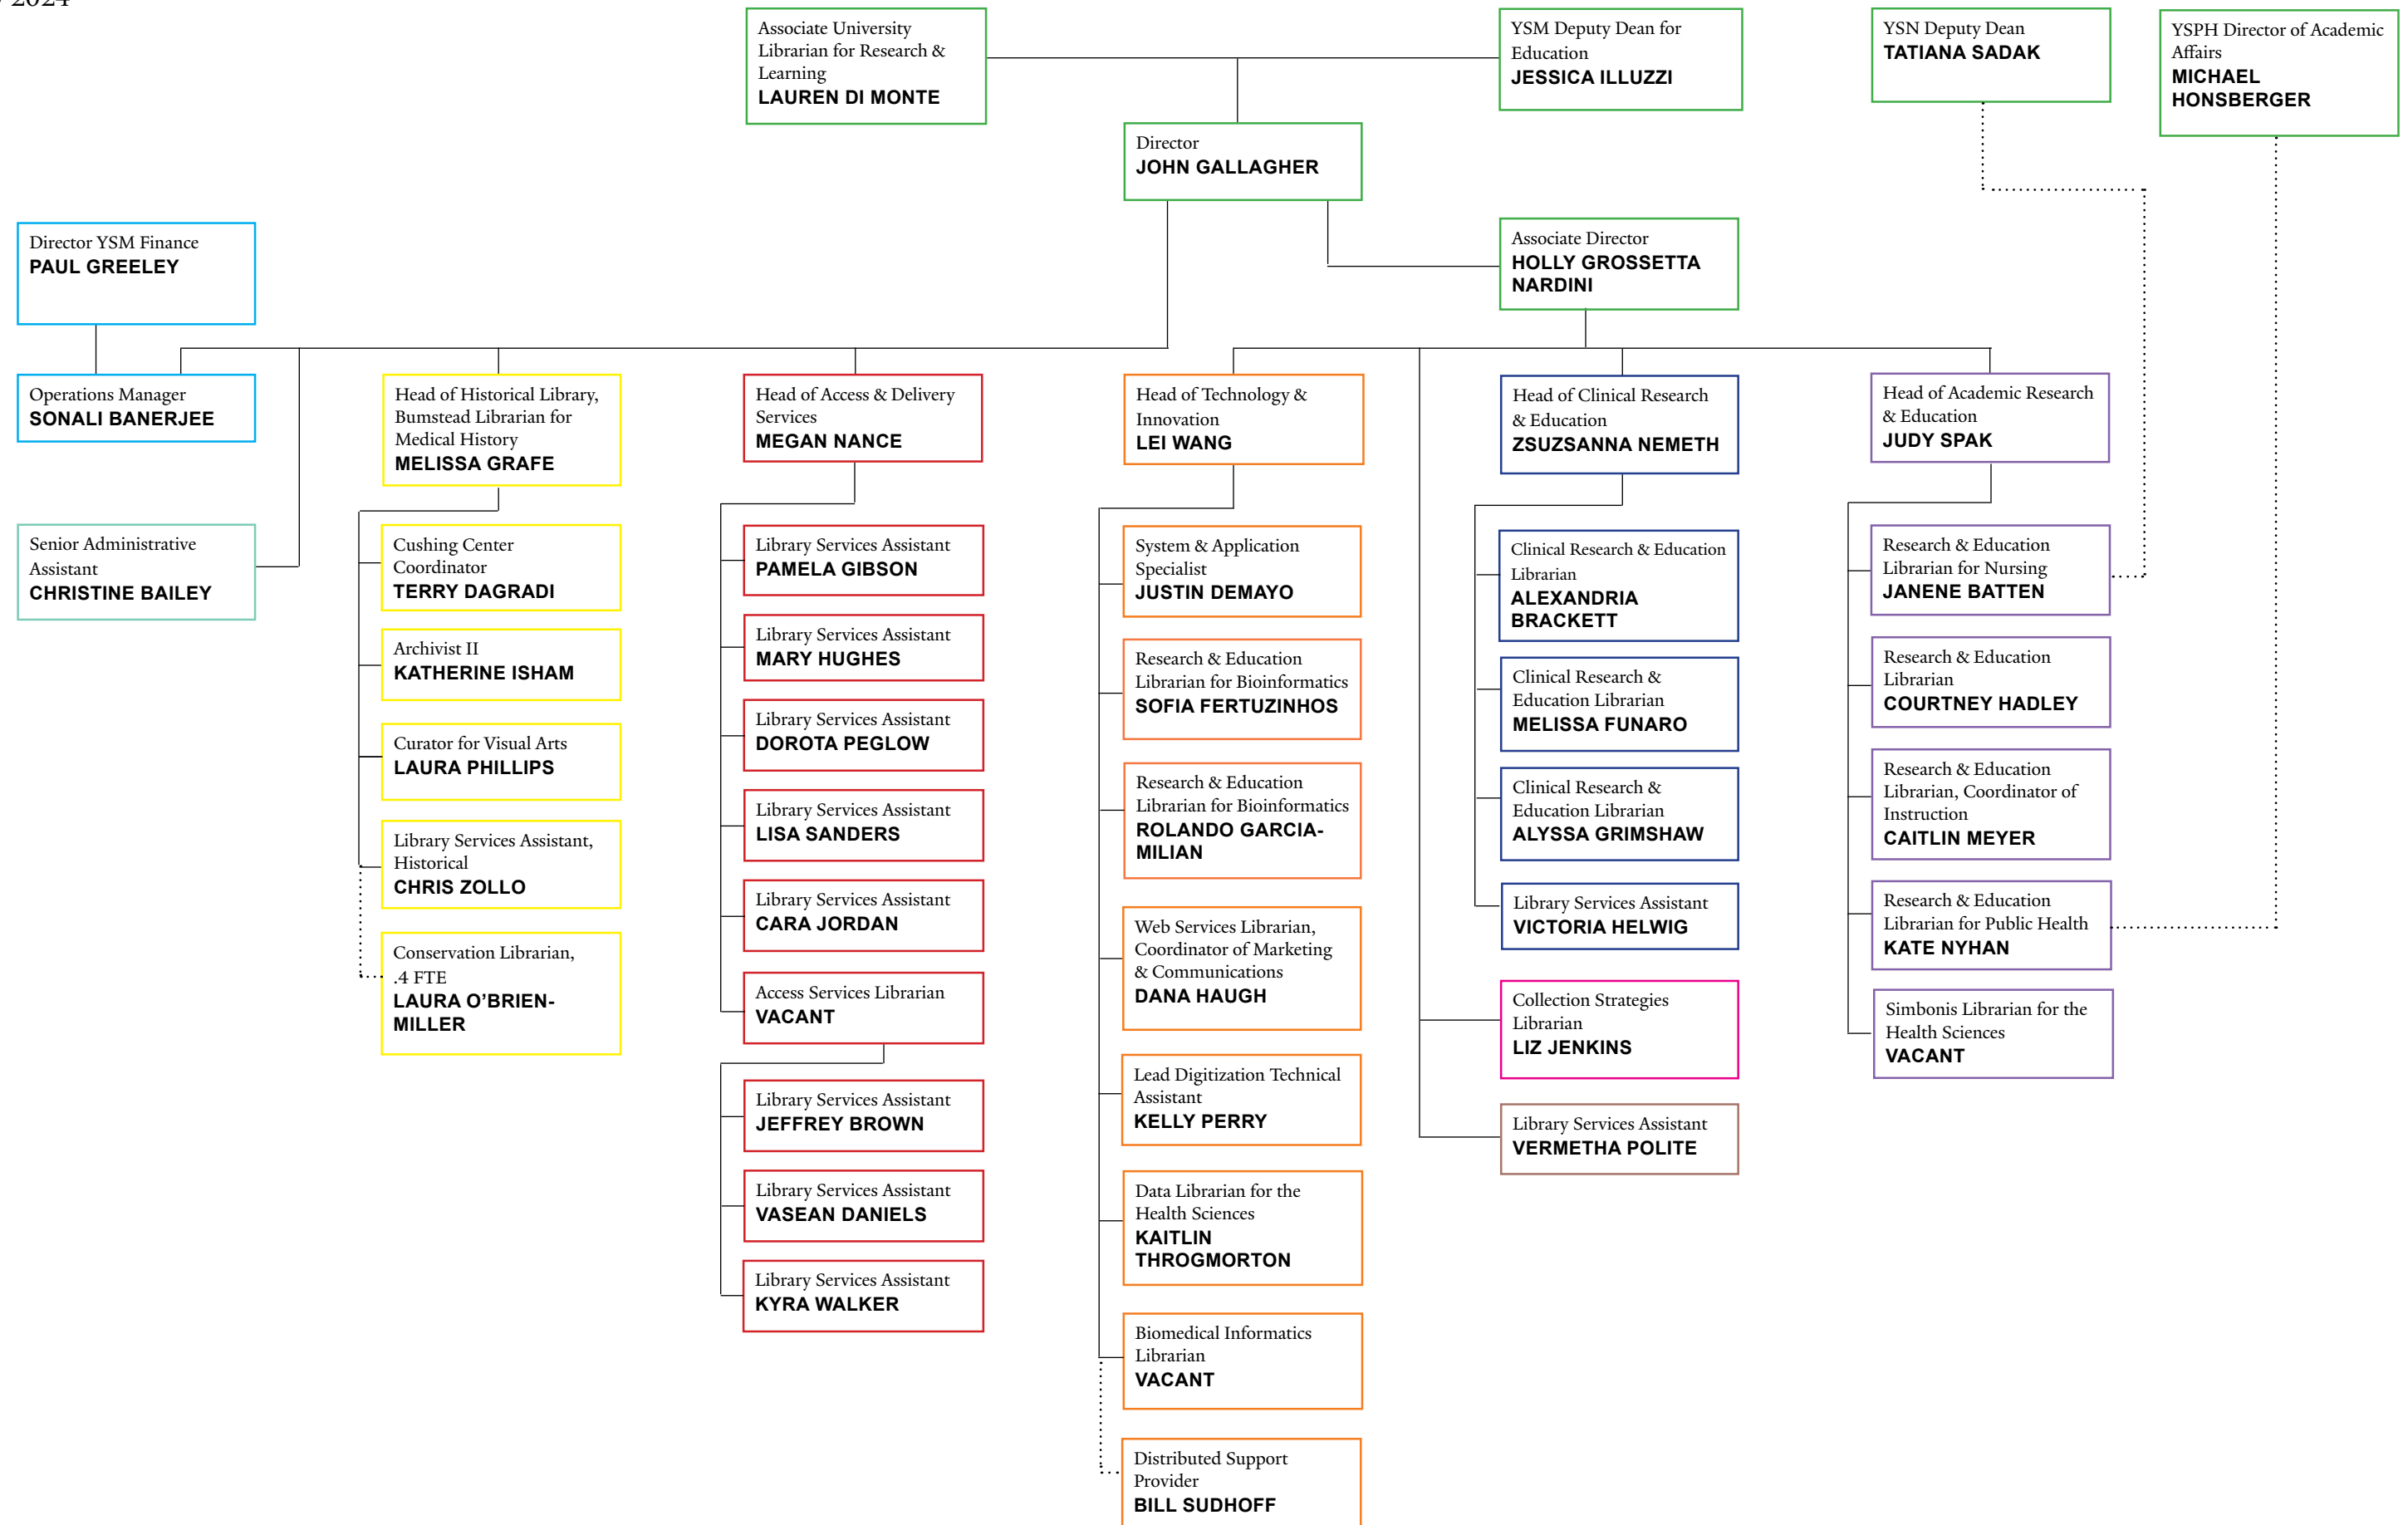 2024
Associate University
Librarian for Research &
Learning
LAUREN DI MONTE
YSM Deputy Dean for
Education
JESSICA ILLUZZI
YSN Deputy Dean
TATIANA SADAK
YSPH Director of Academic
Affairs
MICHAEL
HONSBERGER
Director
JOHN GALLAGHER
Director YSM Finance
PAUL GREELEY
Associate Director
HOLLY GROSSETTA
NARDINI
Operations Manager
SONALI BANERJEE
Senior Administrative
Assistant
CHRISTINE BAILEY
Head of Historical Library,
Bumstead Librarian for
Medical History
MELISSA GRAFE
Cushing Center
Coordinator
TERRY DAGRADI
Archivist II
KATHERINE ISHAM
Curator for Visual Arts
LAURA PHILLIPS
Library Services Assistant,
Historical
CHRIS ZOLLO
Conservation Librarian,
.4 FTE
LAURA O’BRIEN-
MILLER
Head of Access & Delivery
Services
MEGAN NANCE
Library Services Assistant
PAMELA GIBSON
Library Services Assistant
MARY HUGHES
Library Services Assistant
DOROTA PEGLOW
Library Services Assistant
LISA SANDERS
Library Services Assistant
CARA JORDAN
Access Services Librarian
VACANT
Library Services Assistant
JEFFREY BROWN
Library Services Assistant
VASEAN DANIELS
Library Services Assistant
KYRA WALKER
Head of Technology &
Innovation
LEI WANG
System & Application
Specialist
JUSTIN DEMAYO
Research & Education
Librarian for Bioinformatics
SOFIA FERTUZINHOS
Research & Education
Librarian for Bioinformatics
ROLANDO GARCIA-
MILIAN
Web Services Librarian,
Coordinator of Marketing
& Communications
DANA HAUGH
Lead Digitization Technical
Assistant
KELLY PERRY
Data Librarian for the
Health Sciences
KAITLIN
THROGMORTON
Biomedical Informatics
Librarian
VACANT
Distributed Support
Provider
BILL SUDHOFF
Head of Clinical Research
& Education
ZSUZSANNA NEMETH
Clinical Research & Education
Librarian
ALEXANDRIA
BRACKETT
Clinical Research &
Education Librarian
MELISSA FUNARO
Clinical Research &
Education Librarian
ALYSSA GRIMSHAW
Library Services Assistant
VICTORIA HELWIG
Collection Strategies
Librarian
LIZ JENKINS
Library Services Assistant
VERMETHA POLITE
Head of Academic Research
& Education
JUDY SPAK
Research & Education
Librarian for Nursing
JANENE BATTEN
Research & Education
Librarian
COURTNEY HADLEY
Research & Education
Librarian, Coordinator of
Instruction
CAITLIN MEYER
Research & Education
Librarian for Public Health
KATE NYHAN
Simbonis Librarian for the
Health Sciences
VACANT